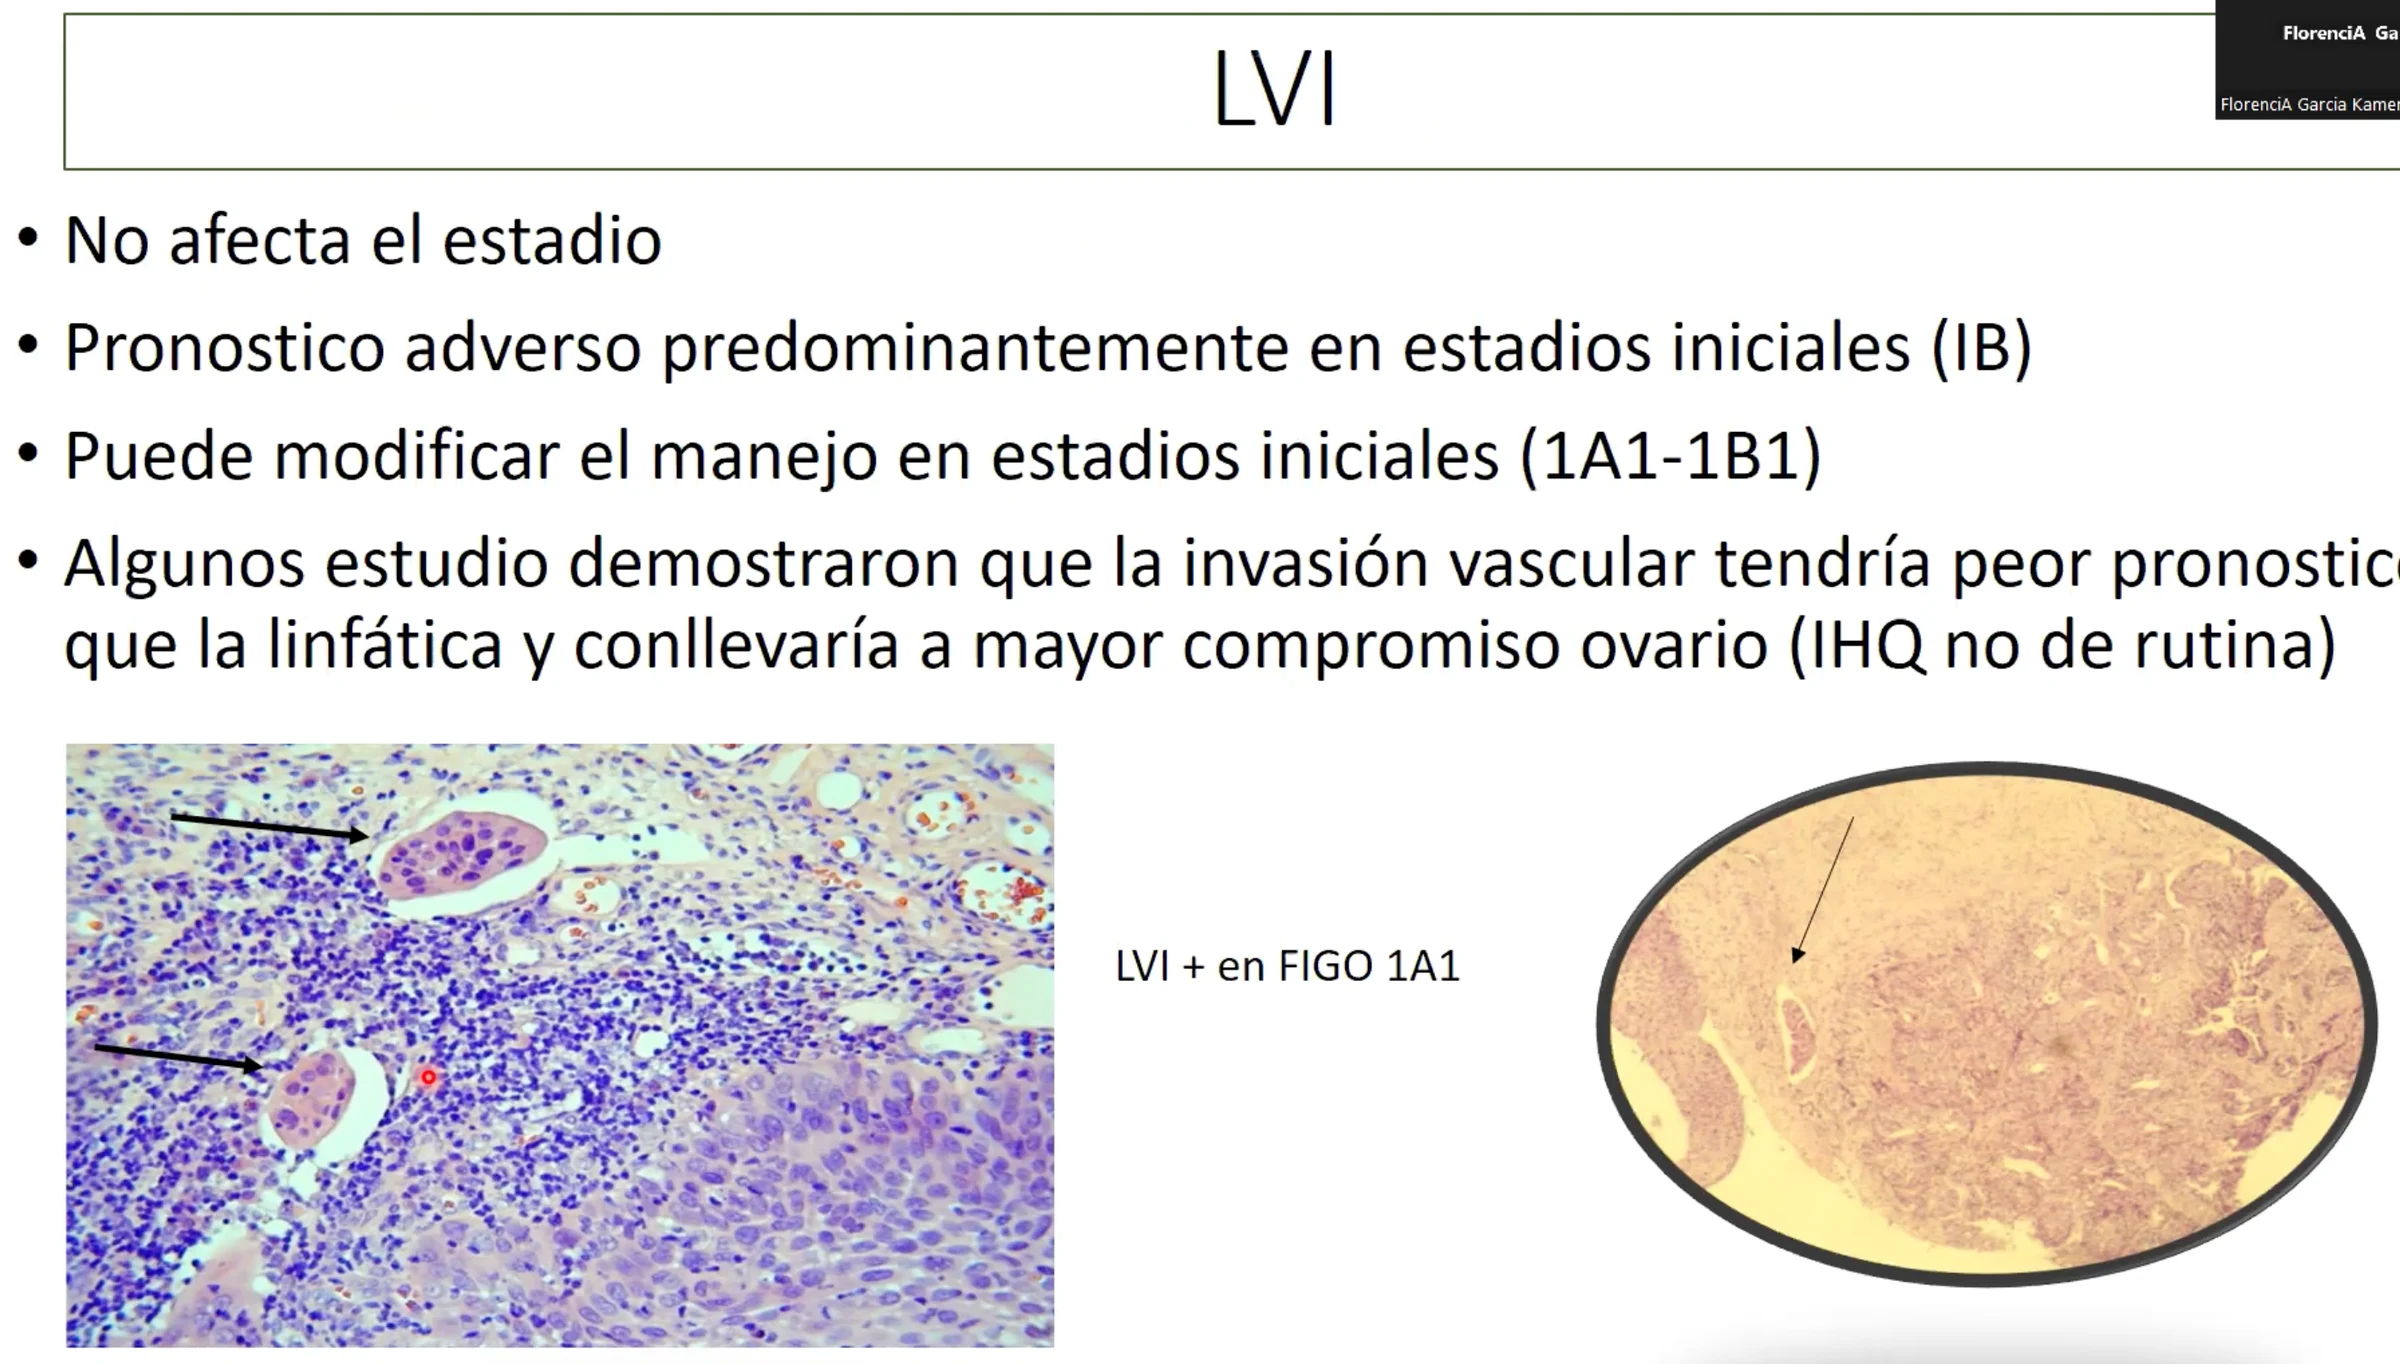 LVI
FlorenciA Ga
FlorenciA Garcia Kamer
• No afecta el estadio
• Pronostico adverso predominantemente en estadios iniciales (IB)
• Puede modificar el manejo en estadios iniciales (1A1-1B1)
• Algunos estudio demostraron que la invasión vascular tendría peor pronostico
que la linfática y conllevaría a mayor compromiso ovario (IHQ no de rutina)
LVI + en FIGO 1A1